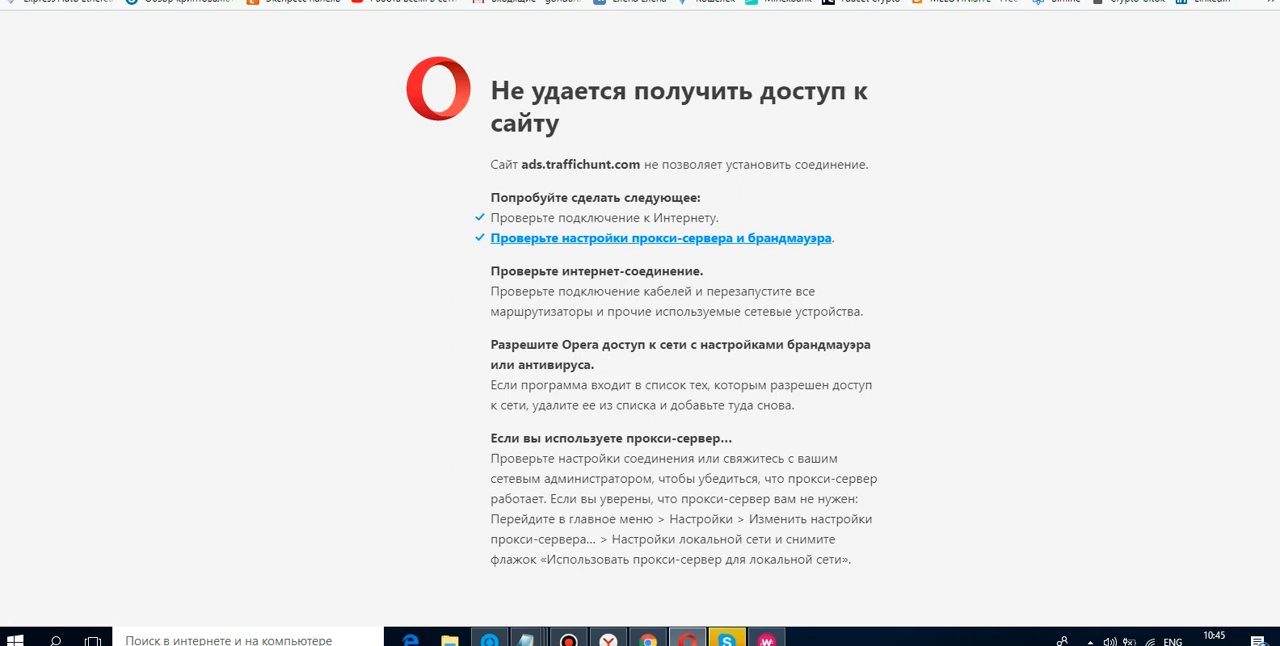 Не удается получить доступ к
сайту
Сайт ads.traffichunt.com не позволяет установить соединение.
Попробуйте сделать следующее:
Проверьте подключение к Интернету.
Проверьте настройки прокси-сервера и брандмауэра.
Проверьте интернет-соединение.
Проверьте подключение кабелей и перезапустите все
маршрутизаторы и прочие используемые сетевые устройства.
Разрешите Opera доступ к сети с настройками брандмауэра
или антивируса.
Если программа входит в список тех, которым разрешен доступ
к сети, удалите ее из списка и добавьте туда снова.
Если вы используете прокси-сервер...
Проверьте настройки соединения или свяжитесь с вашим
сетевым администратором, чтобы убедиться, что прокси-сервер
работает. Если вы уверены, что прокси-сервер вам не нужен:
Перейдите в главное меню > Настройки > Изменить настройки
прокси-сервера... > Настройки локальной сети и снимите
флажок «Использовать прокси-сервер для локальной сети».
Поиск в интернете и на компьютере
ENG
10:45